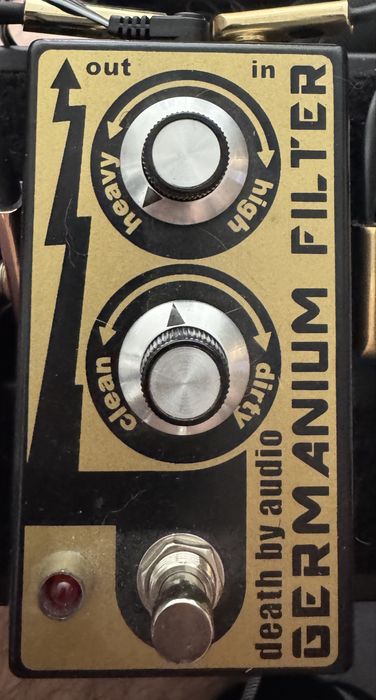 out
in
heavy
high
clean
dirty
death by audio
GERMANIUM FILTER